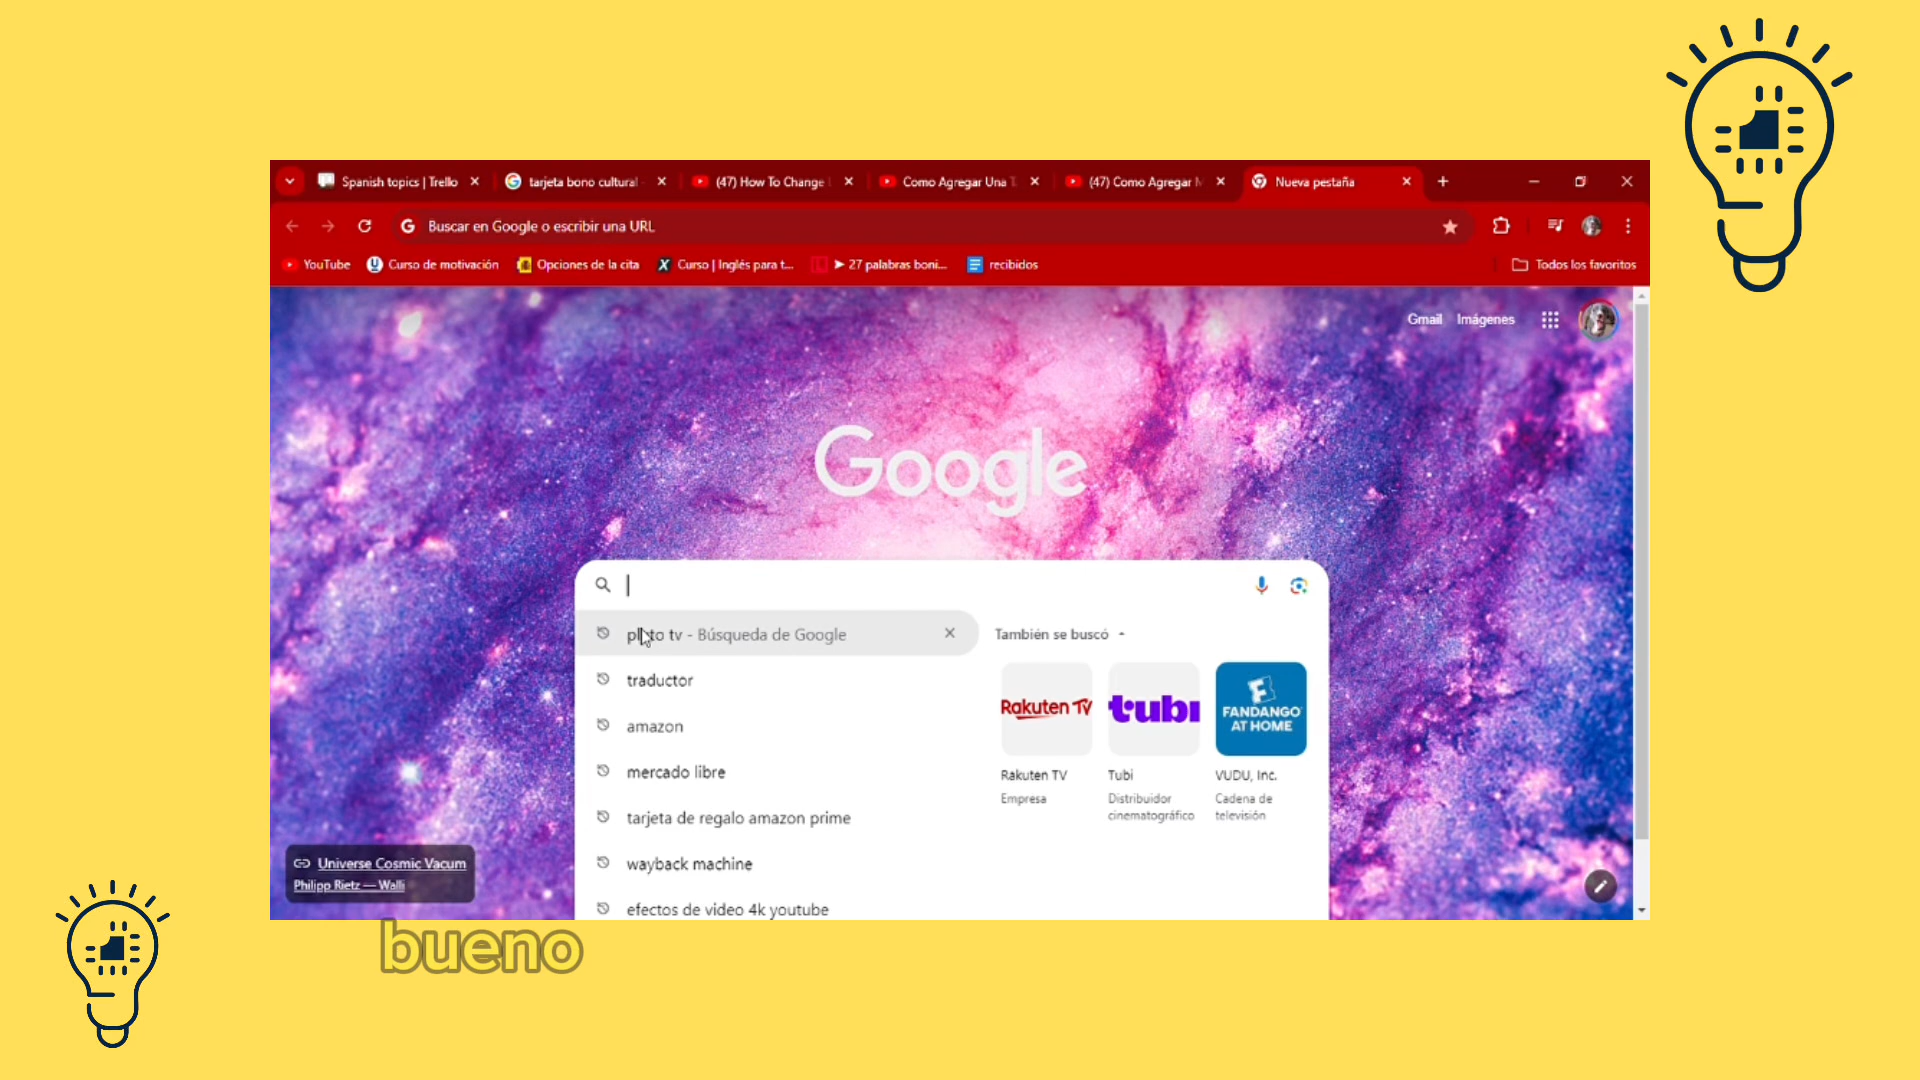 Spanish topics | Trello
tarjeta bono cultural
(47) How To Change
Como Agregar Una
(47) Como Agregar
Nueva pestaña
Buscar en Google o escribir una URL
YouTube
Curso de motivación
Opciones de la cita
Curso | Inglés para t...
➤ 27 palabras boni...
recibidos
Todos los favoritos
Gmail Imágenes
Google
pluto tv - Búsqueda de Google
También se buscó
traductor
amazon
mercado libre
tarjeta de regalo amazon prime
wayback machine
efectos de video 4k youtube
Rakuten TV
tubi
FANDANGO
AT HOME
Rakuten TV
Empresa
Tubi
Distribuidor
cinematográfico
VUDU, Inc.
Cadena de
televisión
Universe Cosmic Vacum
Philipp Rietz — Walli
bueno